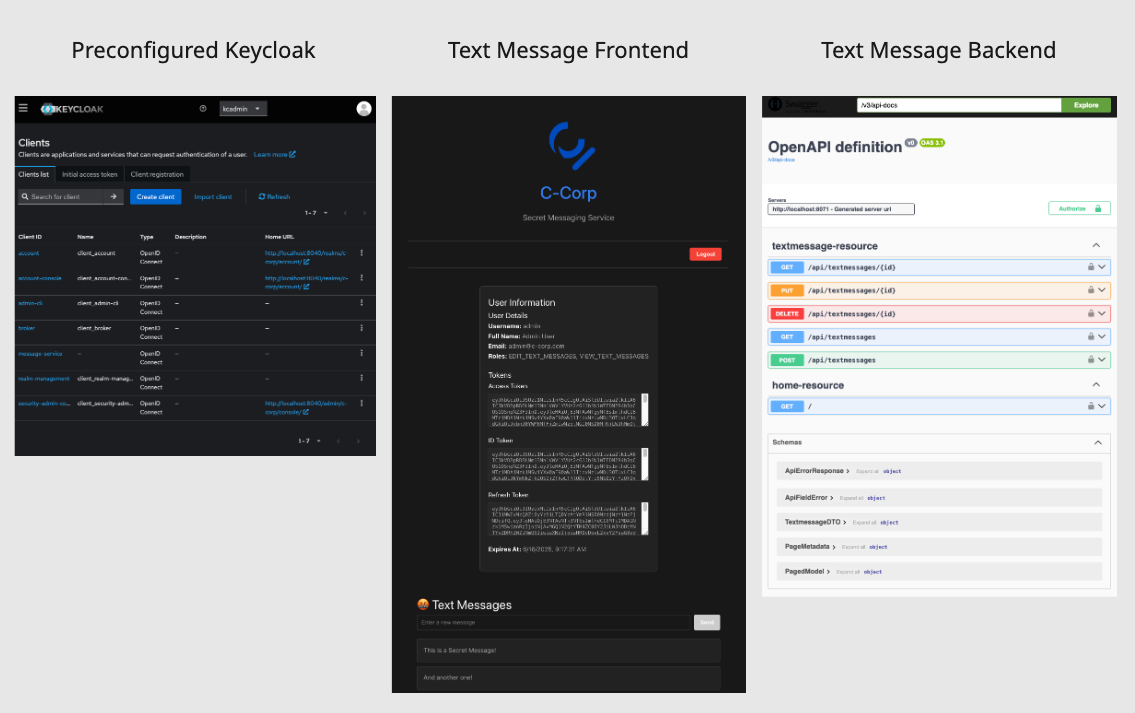 Preconfigured Keycloak
Text Message Frontend
Text Message Backend
KEYCLOAK
kcadmin
Clients
Clients are applications and services that can request authentication of a user. Learn more
Clients list
Initial access token
Client registration
Search for client
Create client
Import client
Refresh
1 - 7
Client ID Name Type Description Home URL
account client_account OpenID Connect – http://localhost:8040/realms/c-corp/account/
account-console client_account-con... OpenID Connect – http://localhost:8040/realms/c-corp/account/
admin-cli client_admin-cli OpenID Connect – –
broker client_broker OpenID Connect – –
message-service – OpenID Connect – –
realm-management client_realm-manag... OpenID Connect – –
security-admin-co... client_security-adm... OpenID Connect – http://localhost:8040/admin/c-corp/console/
1 - 7
C-Corp
Secret Messaging Service
Logout
User Information
User Details
Username: admin
Full Name: Admin User
Email: admin@c-corp.com
Roles: EDIT_TEXT_MESSAGES, VIEW_TEXT_MESSAGES
Tokens
Access Token
ID Token
Refresh Token
Expires At:
Text Messages
Enter a new message
Send
This is a Secret Message!
And another one!
Swagger
/v3/api-docs
Explore
OpenAPI definition v0 OAS 3.1
/v3/api-docs
Servers
http://localhost:8071 - Generated server url
Authorize
textmessage-resource
GET /api/textmessages/{id}
PUT /api/textmessages/{id}
DELETE /api/textmessages/{id}
GET /api/textmessages
POST /api/textmessages
home-resource
GET /
Schemas
ApiErrorResponse Expand all object
ApiFieldError Expand all object
TextmessageDTO Expand all object
PageMetadata Expand all object
PagedModel Expand all object